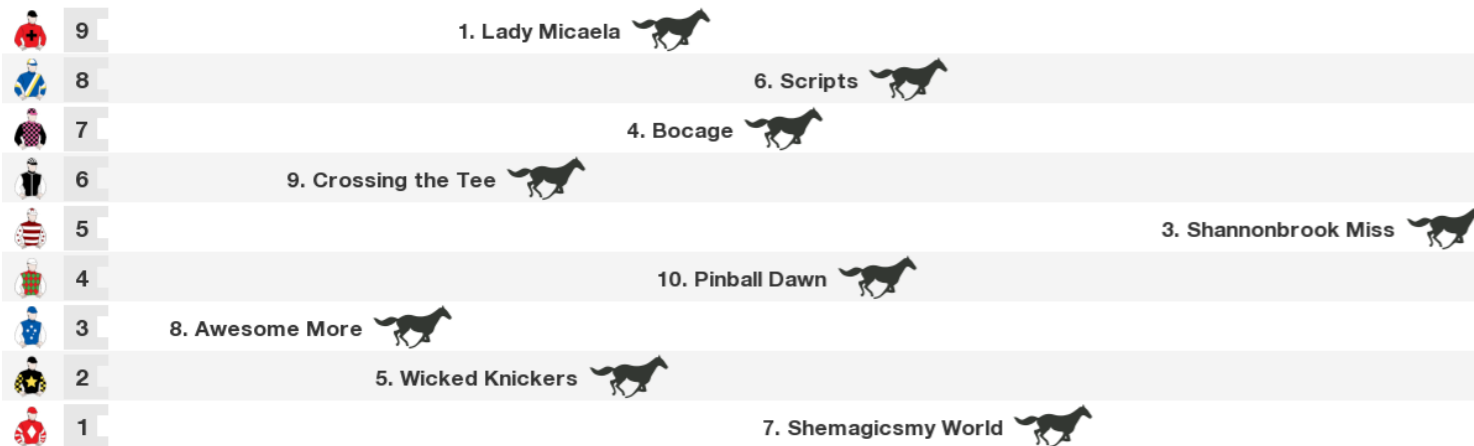 9 1. Lady Micaela
8 6. Scripts
7 4. Bocage
6 9. Crossing the Tee
5 3. Shannonbrook Miss
4 10. Pinball Dawn
3 8. Awesome More
2 5. Wicked Knickers
1 7. Shemagicsmy World